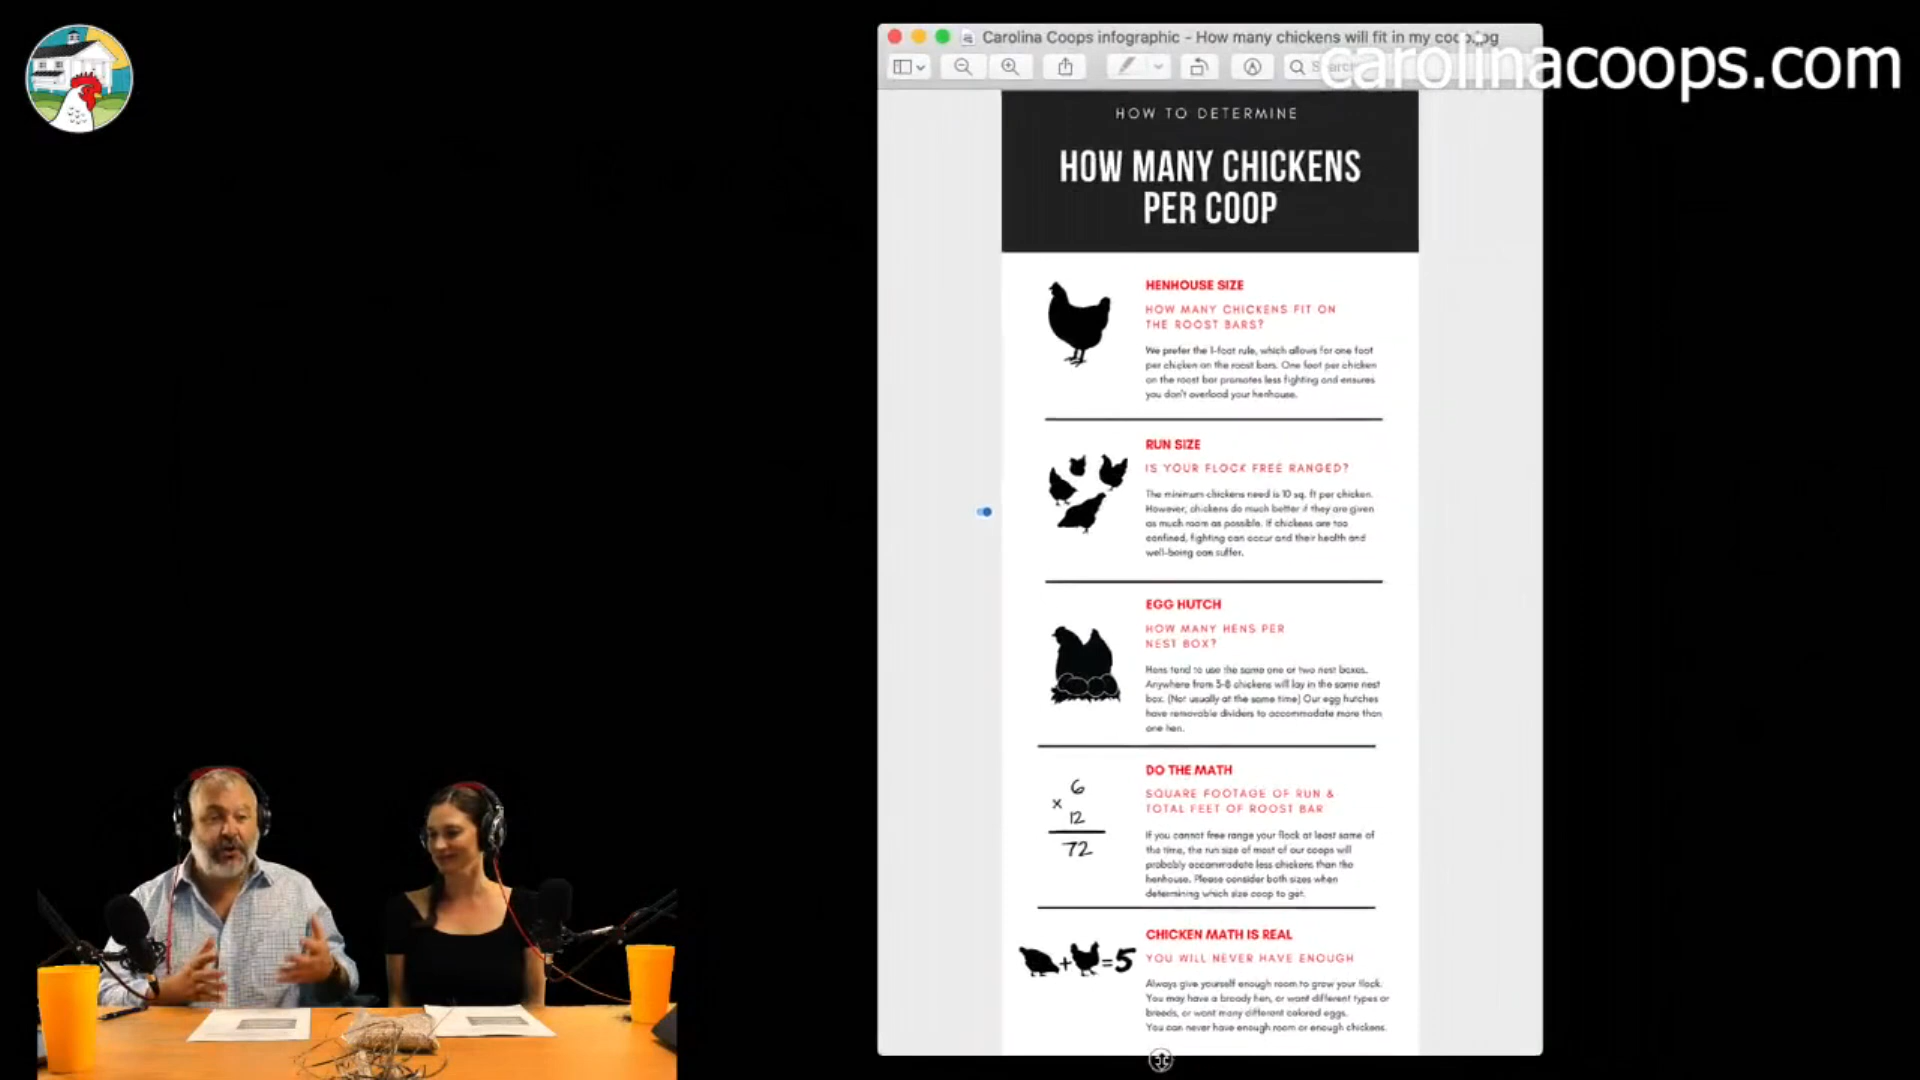 Carolina Coops infographic - How many chickens will fit in my coop.jpg
carolinacoops.com
HOW TO DETERMINE
HOW MANY CHICKENS
PER COOP
HENHOUSE SIZE
HOW MANY CHICKENS FIT ON
THE ROOST BARS?
We prefer the 1-foot rule, which allows for one foot
per chicken on the roost bars. One foot per chicken
on the roost bar promotes less fighting and ensures
you don't overload your henhouse.
RUN SIZE
IS YOUR FLOCK FREE RANGED?
The minimum chickens need is 10 sq. ft per chicken.
However, chickens do much better if they are given
as much room as possible. If chickens are too
confined, fighting can occur and their health and
well-being can suffer.
EGG HUTCH
HOW MANY HENS PER
NEST BOX?
Hens tend to use the same one or two nest boxes.
Anywhere from 5-8 chickens will lay in the same nest
box. (Not usually at the same time) Our egg hutches
have removable dividers to accommodate more than
one hen.
6
x
12
72
DO THE MATH
SQUARE FOOTAGE OF RUN &
TOTAL FEET OF ROOST BAR
If you cannot free range your flock at least some of
the time, the run size of most of our coops will
probably accommodate less chickens than the
henhouse. Please consider both sizes when
determining which size coop to get.
+ =5
CHICKEN MATH IS REAL
YOU WILL NEVER HAVE ENOUGH
Always give yourself enough room to grow your flock.
You may have a broody hen, or want different types or
breeds, or want many different colored eggs.
You can never have enough room or enough chickens.